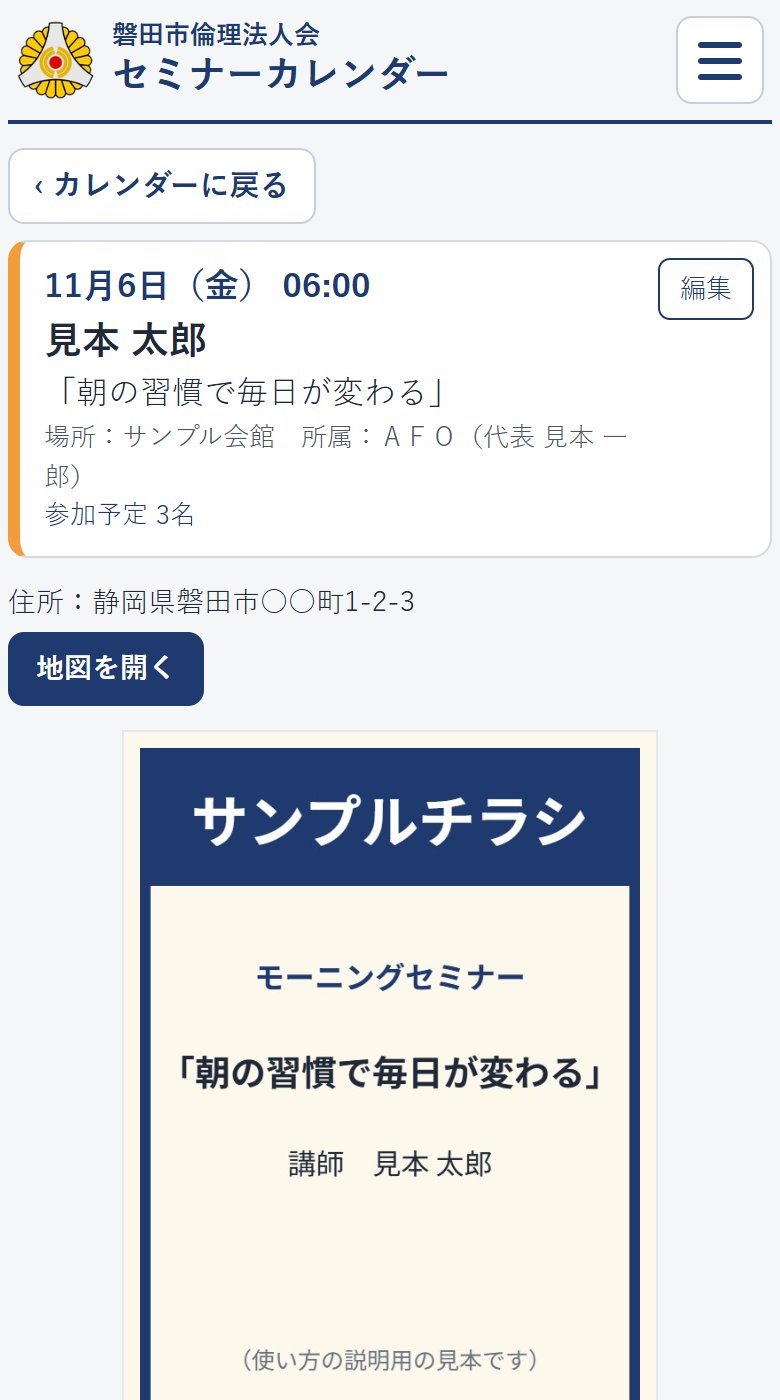 磐田市倫理法人会
セミナーカレンダー
‹ カレンダーに戻る
11月6日（金） 06:00
編集
見本 太郎
「朝の習慣で毎日が変わる」
場所：サンプル会館　所属：ＡＦＯ（代表 見本 一
郎）
参加予定 3名
住所：静岡県磐田市〇〇町1-2-3
地図を開く
サンプルチラシ
モーニングセミナー
「朝の習慣で毎日が変わる」
講師　見本 太郎
（使い方の説明用の見本です）